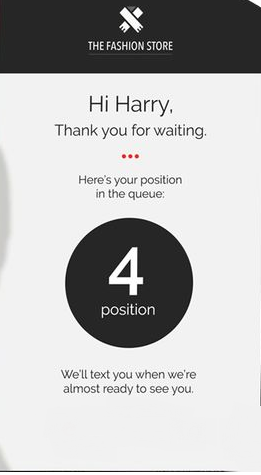 THE FASHION STORE
Hi Harry,
Thank you for waiting.
Here's your position
in the queue:
4
position
We'll text you when we're
almost ready to see you.